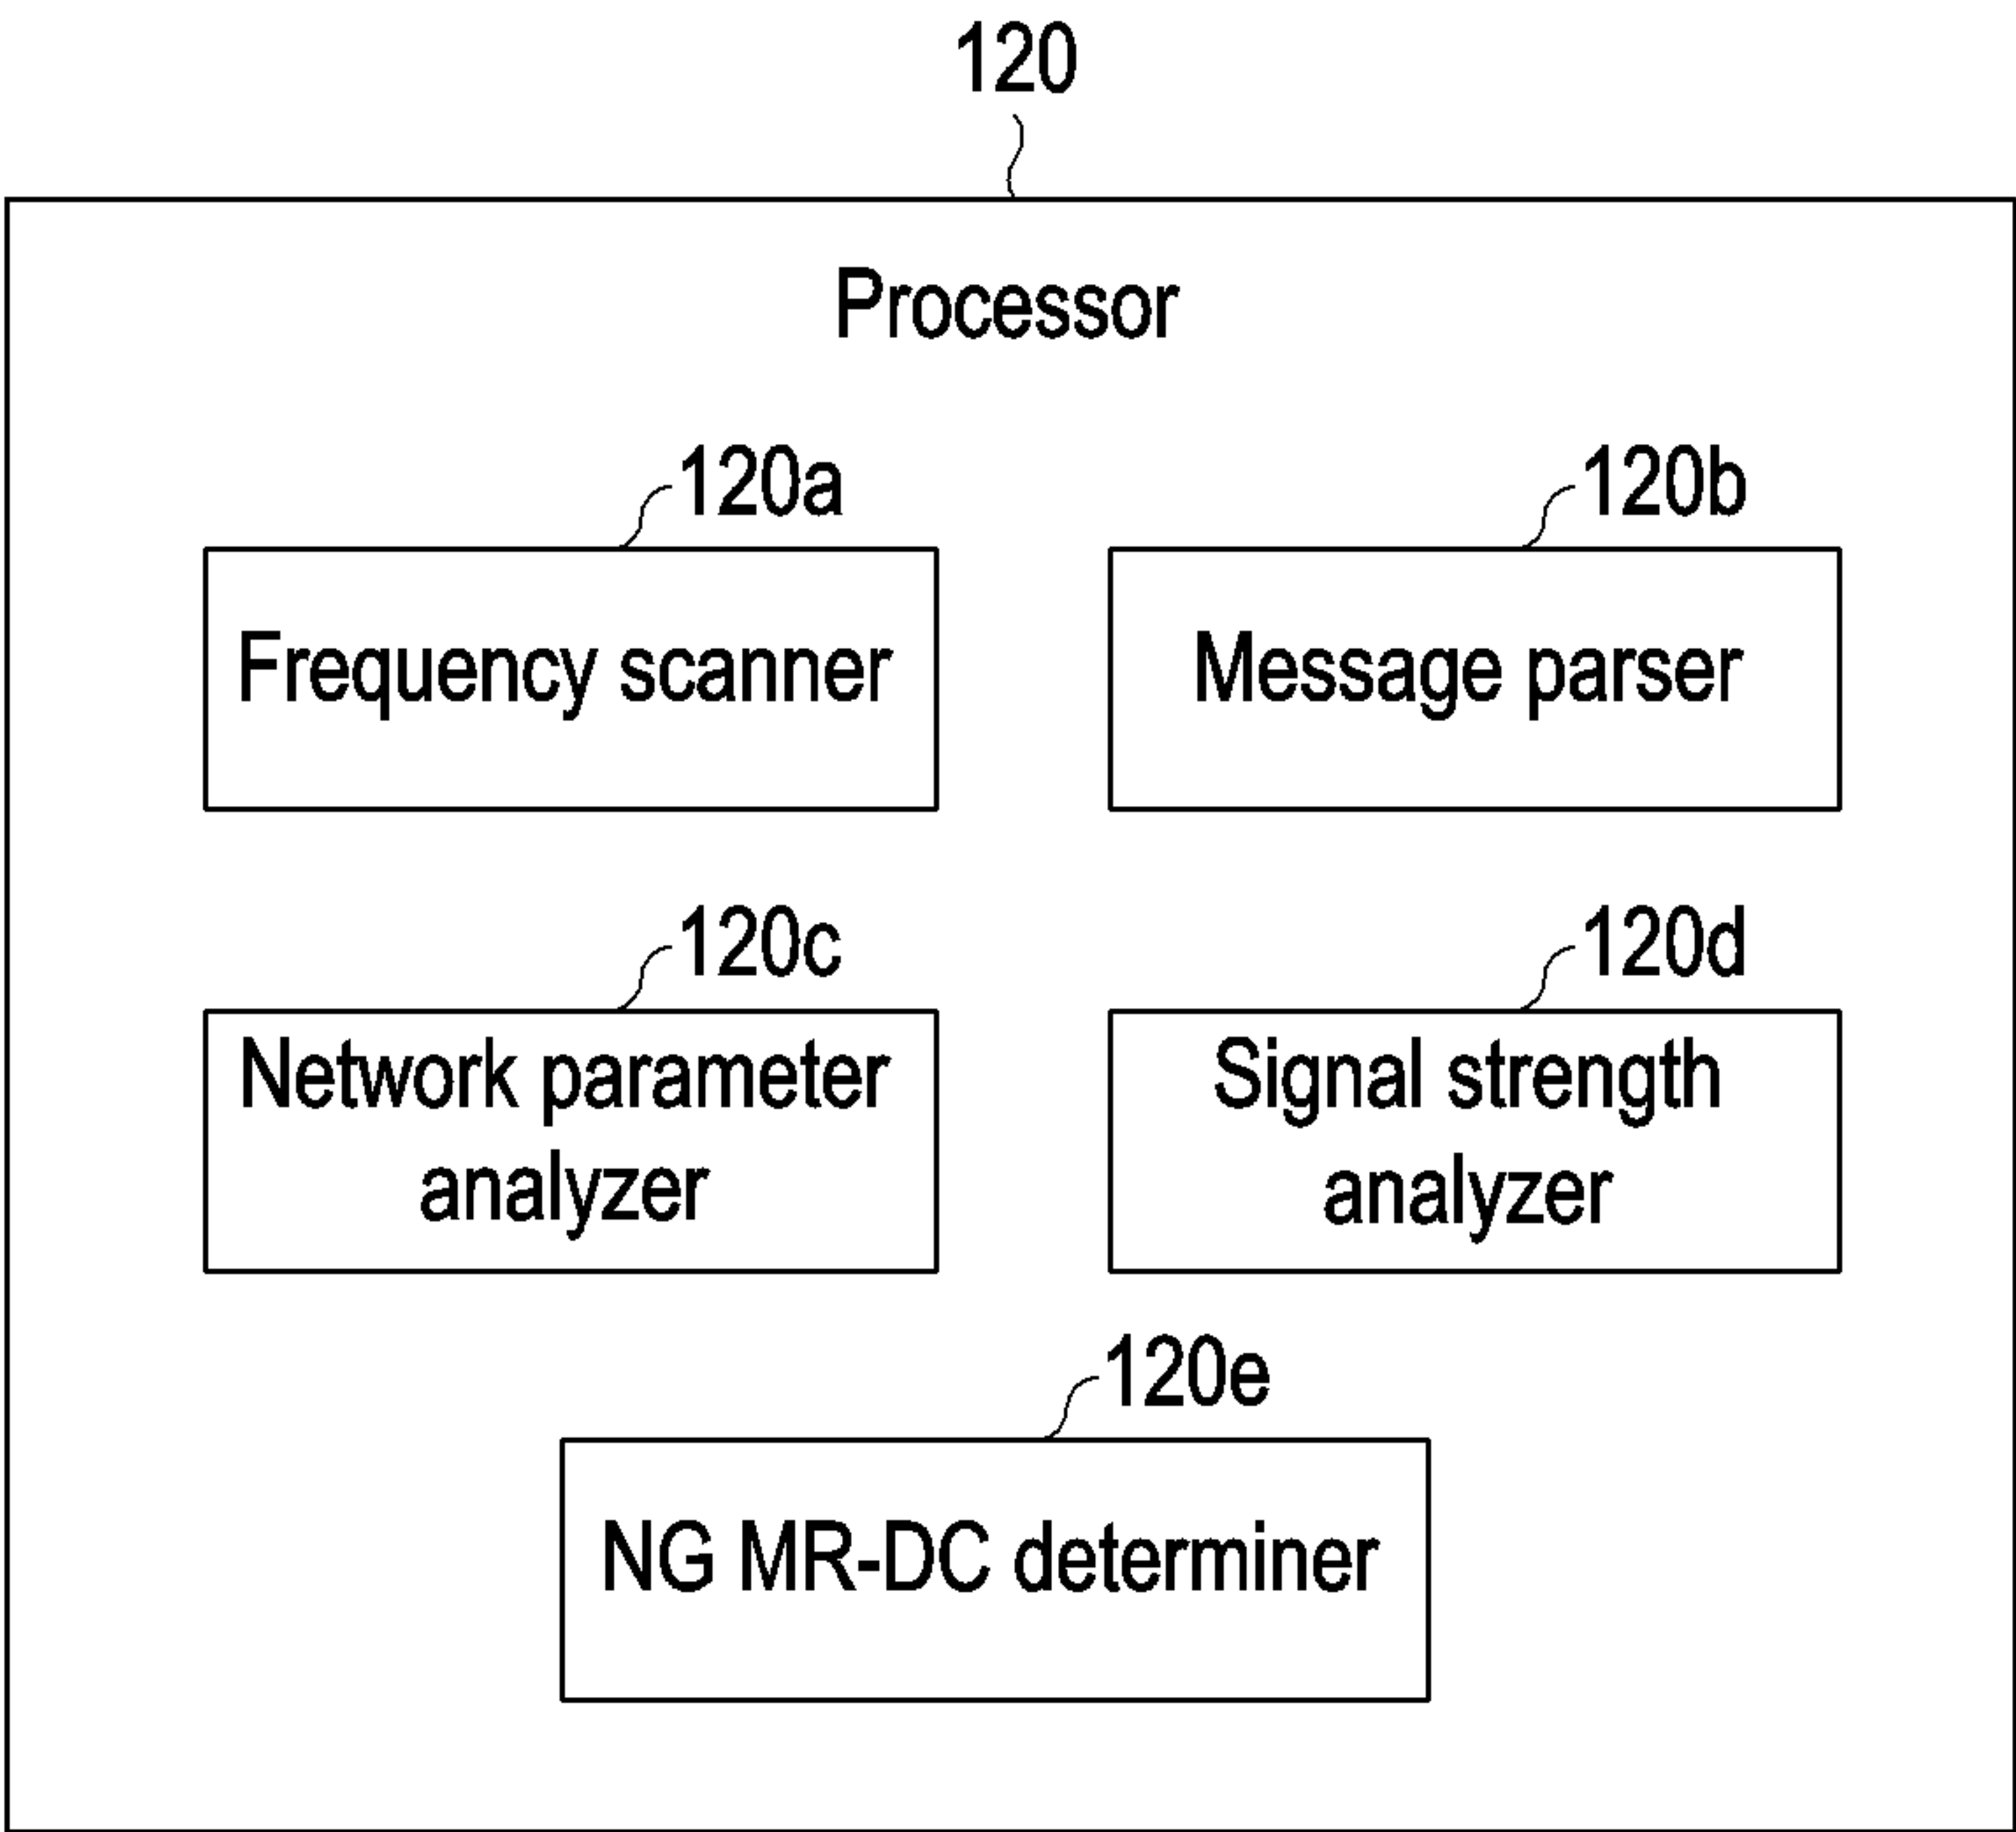 120
Processor
120a
120b
Frequency scanner
Message parser
120c
120d
Network parameter
analyzer
Signal strength
analyzer
120e
NG MR-DC determiner